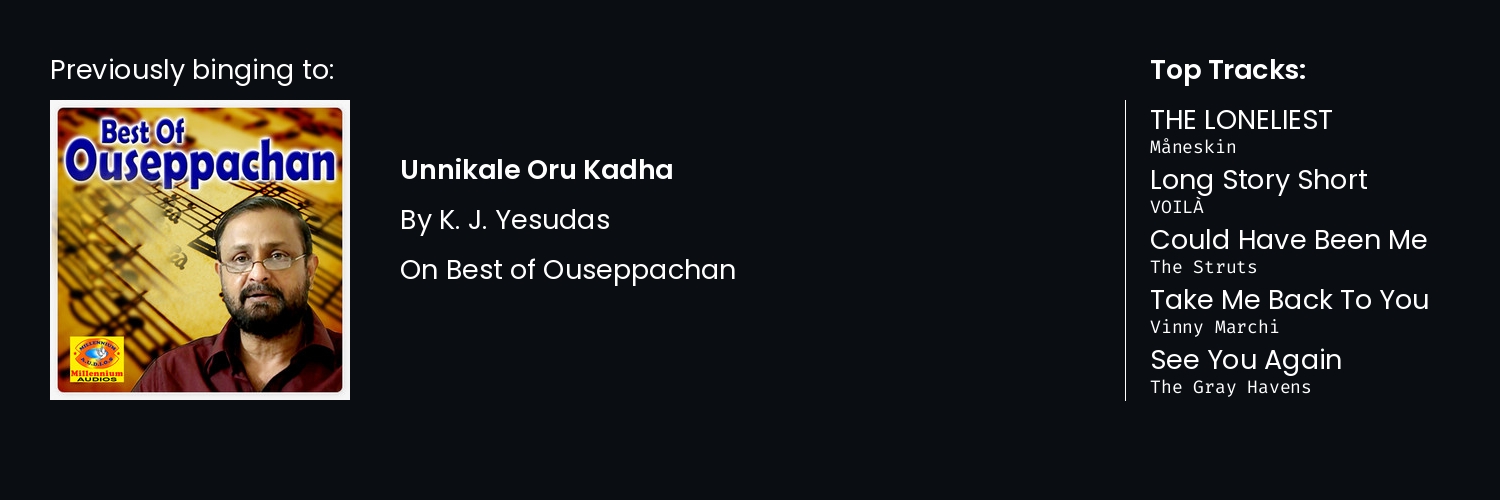 Previously binging to:
Best Of
Ouseppachan
MILLENNIUM
AUDIOS
Millennium
AUDIOS
Unnikale Oru Kadha
By K. J. Yesudas
On Best of Ouseppachan
Top Tracks:
THE LONELIEST
Måneskin
Long Story Short
VOILÀ
Could Have Been Me
The Struts
Take Me Back To You
Vinny Marchi
See You Again
The Gray Havens